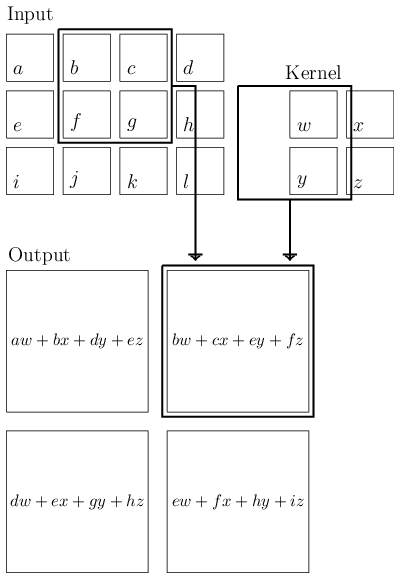 Input
a b c d
Kernel
e f g h w x
i j k l y z
Output
aw + bx + dy + ez bw + cx + ey + fz
dw + ex + gy + hz ew + fx + hy + iz